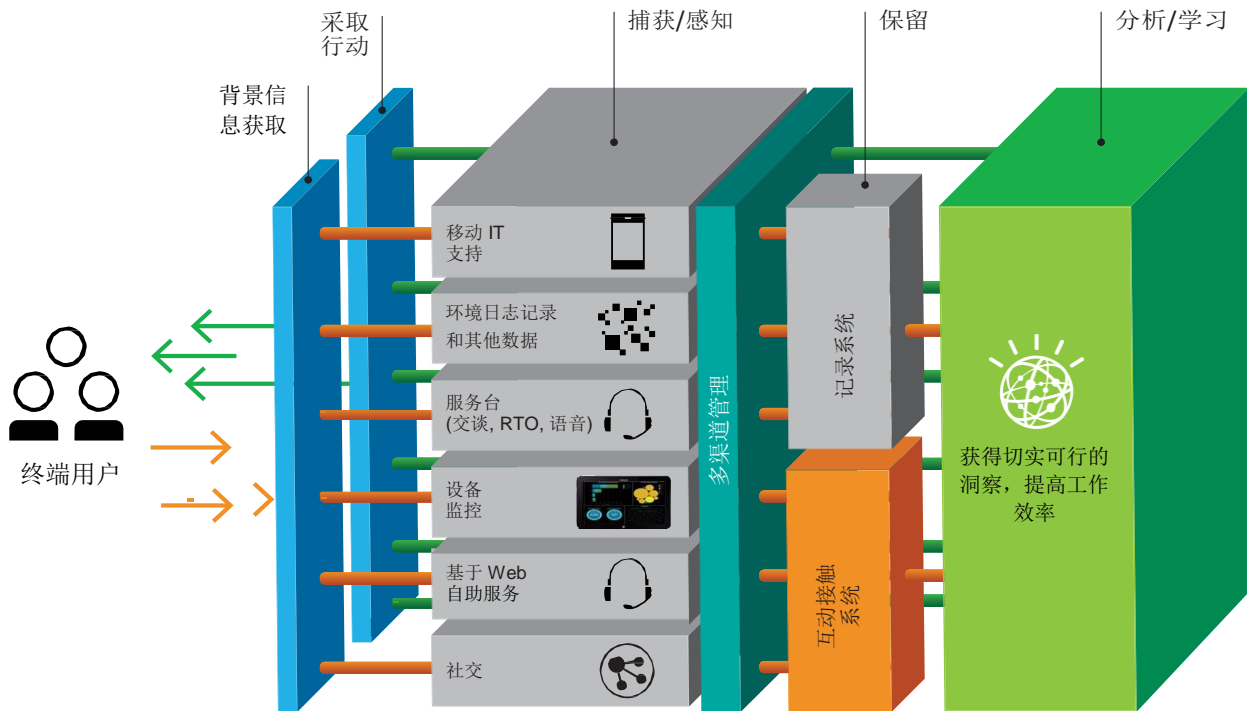 采取
行动
捕获/感知
保留
分析/学习
背景信
息获取
移动 IT
支持
环境日志记录
和其他数据
服务台
(交谈, RTO, 语音)
设备
监控
基于 Web
自助服务
社交
多渠道管理
记录系统
互动接触
系统
获得切实可行的
洞察，提高工作
效率
终端用户